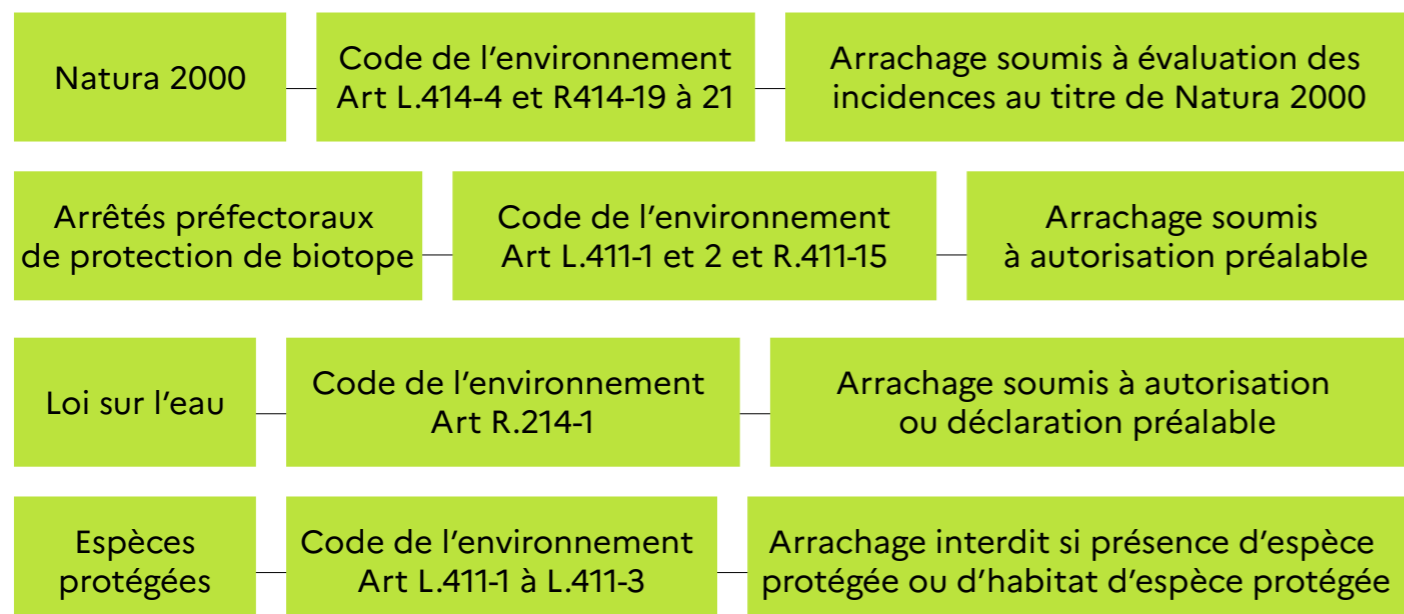 Natura 2000
Code de l’environnement
Art L.414-4 et R414-19 à 21
Arrachage soumis à évaluation des
incidences au titre de Natura 2000
Arrêtés préfectoraux
de protection de biotope
Code de l’environnement
Art L.411-1 et 2 et R.411-15
Arrachage soumis
à autorisation préalable
Loi sur l’eau
Code de l’environnement
Art R.214-1
Arrachage soumis à autorisation
ou déclaration préalable
Espèces
protégées
Code de l’environnement
Art L.411-1 à L.411-3
Arrachage interdit si présence d’espèce
protégée ou d’habitat d’espèce protégée